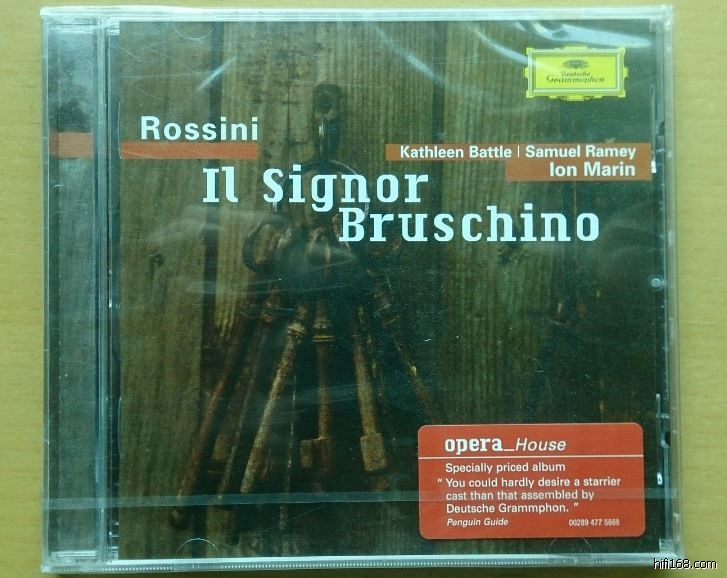 Deutsche
Grammophon
Rossini
Kathleen Battle | Samuel Ramey
Ion Marin
Il Signor
Bruschino
opera_House
Specially priced album
" You could hardly desire a starrier
cast than that assembled by
Deutsche Grammphon. "
Penguin Guide 00289 477 5668
hifi168.com